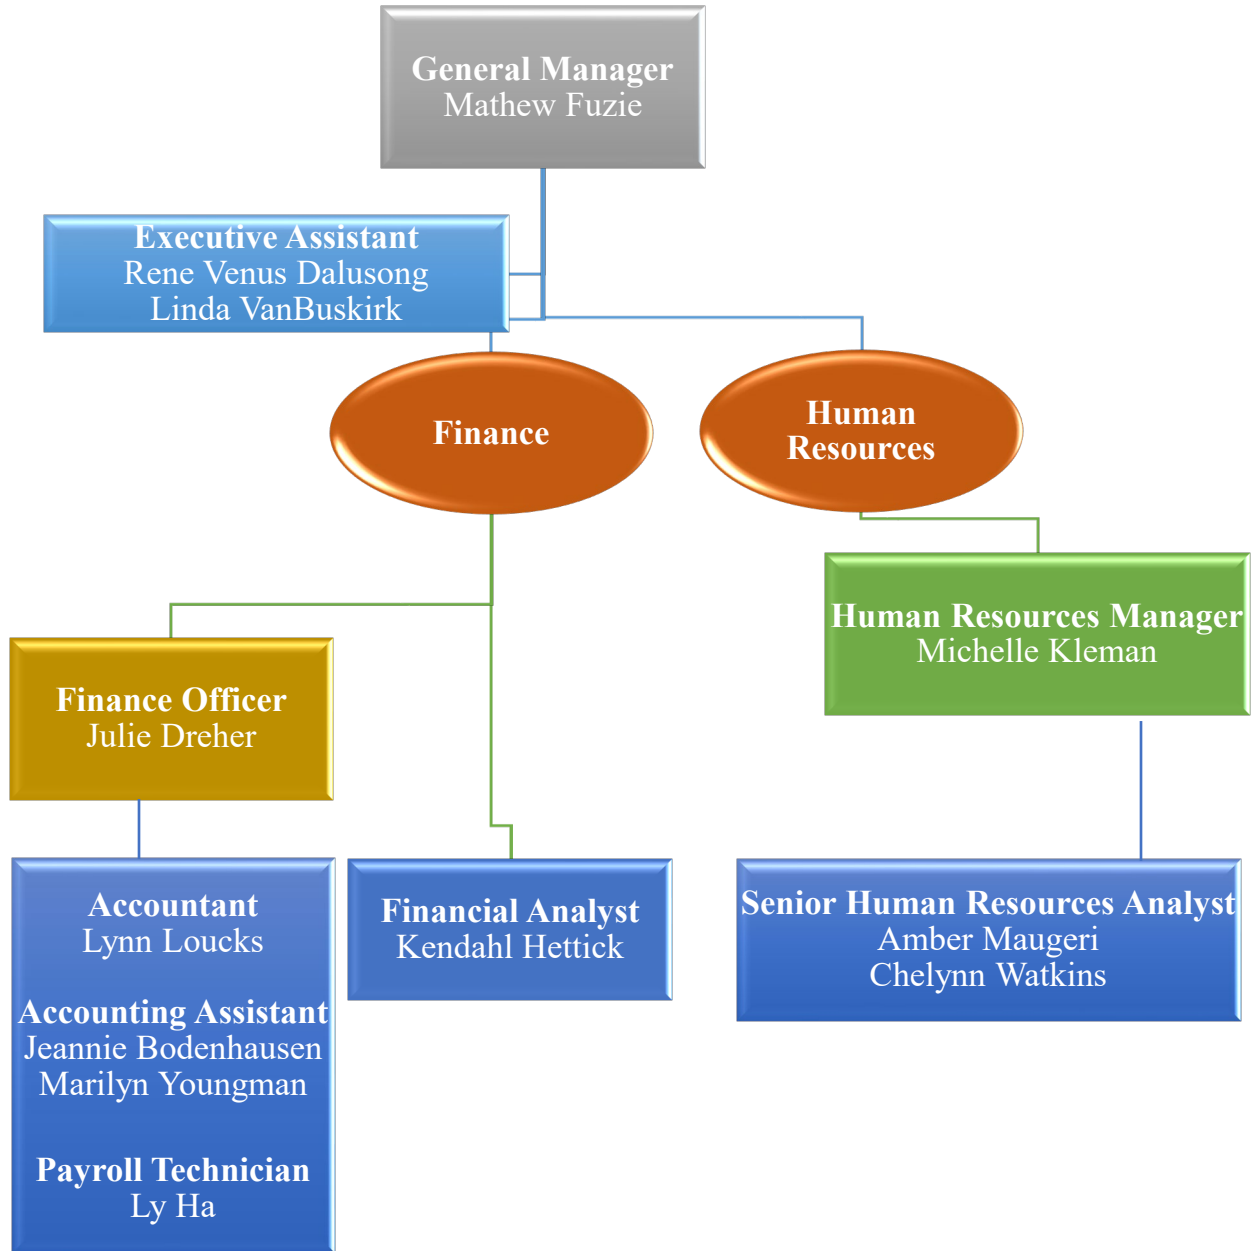 General Manager
Mathew Fuzie
Executive Assistant
Rene Venus Dalusong
Linda VanBuskirk
Finance
Human
Resources
Human Resources Manager
Michelle Kleman
Finance Officer
Julie Dreher
Accountant
Lynn Loucks
Accounting Assistant
Jeannie Bodenhausen
Marilyn Youngman
Payroll Technician
Ly Ha
Financial Analyst
Kendahl Hettick
Senior Human Resources Analyst
Amber Maugeri
Chelynn Watkins